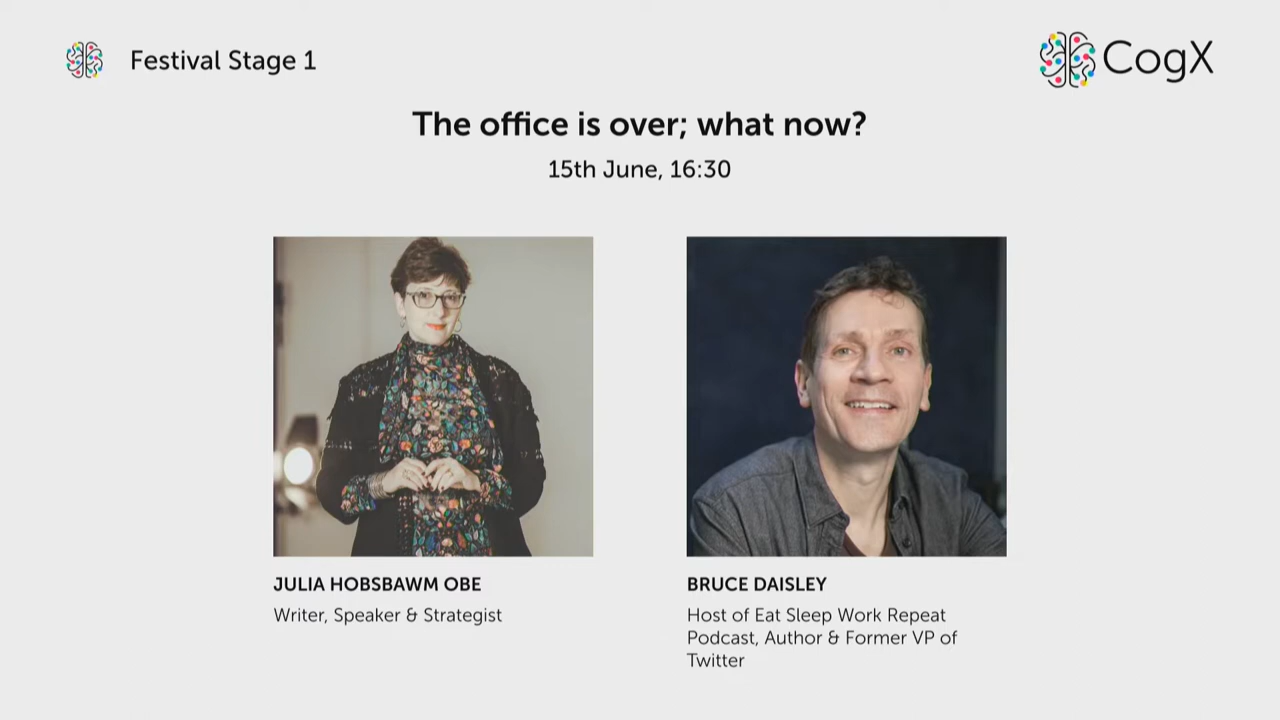 Festival Stage 1
CogX
The office is over; what now?
15th June, 16:30
JULIA HOBSBAWM OBE
Writer, Speaker & Strategist
BRUCE DAISLEY
Host of Eat Sleep Work Repeat
Podcast, Author & Former VP of
Twitter